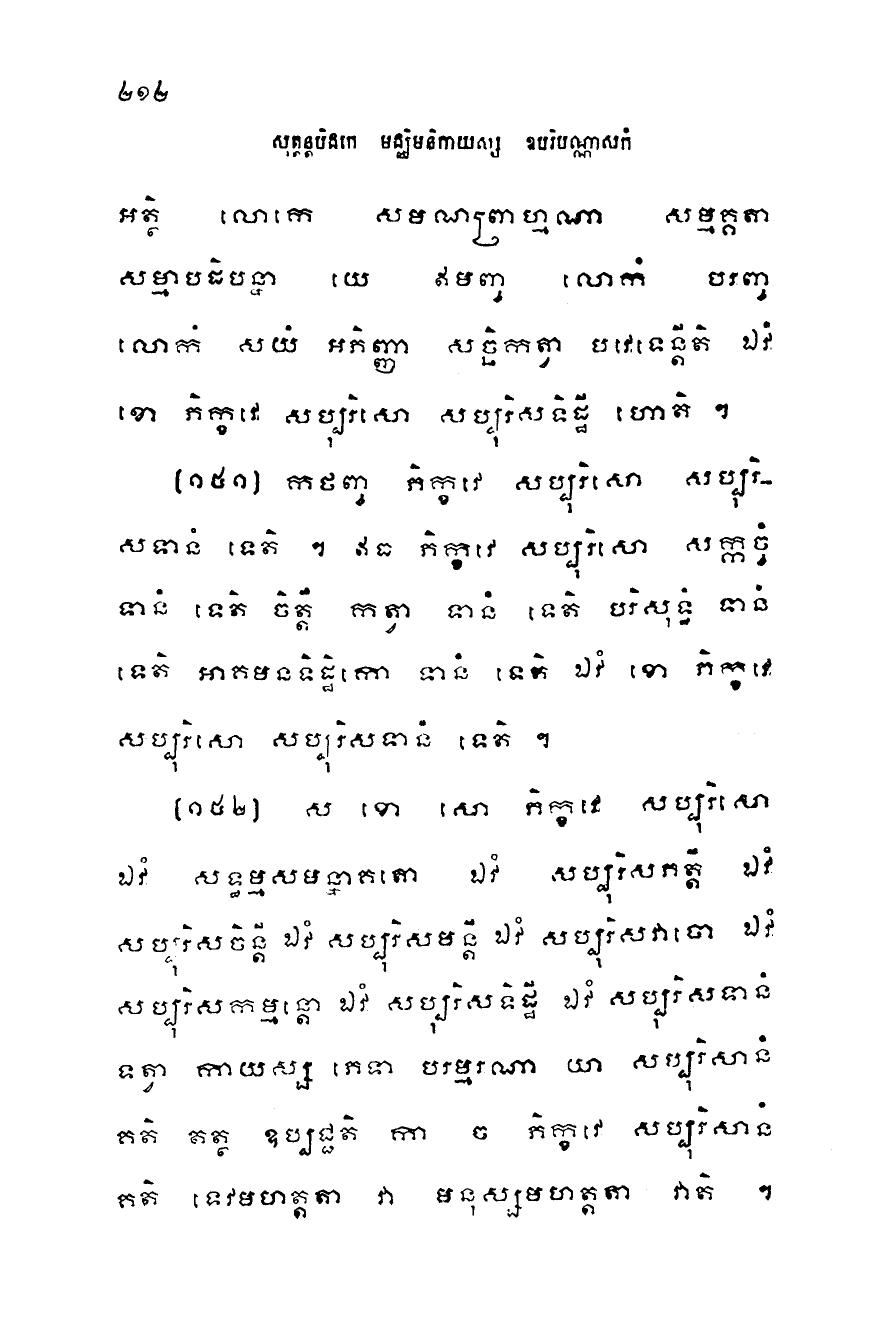 ២១២
សុត្តន្តបិដកេ មជ្ឈិមនិកាយស្ស ឧបរិបណ្ណាសកំ
អត្ថិ លោកេ សមណព្រាហ្មណា សម្មគ្គតា
សម្មាបដិបន្នា យេ ឥមញ្ច លោកំ បរញ្ច
លោកំ សយំ អភិញ្ញា សច្ឆិកត្វា បវេទេន្តីតិ ឯវំ
ខោ ភិក្ខវេ សប្បុរិសោ សប្បុរិសទិដ្ឋី ហោតិ ។
(១៥១) កថញ្ច ភិក្ខវេ សប្បុរិសោ សប្បុរិ-
សទានំ ទេតិ ។ ឥធ ភិក្ខវេ សប្បុរិសោ សក្កច្ចំ
ទានំ ទេតិ ចិត្តឹ កត្វា ទានំ ទេតិ បរិសុទ្ធំ ទានំ
ទេតិ អាគមនទិដ្ឋិកោ ទានំ ទេតិ ឯវំ ខោ ភិក្ខវេ
សប្បុរិសោ សប្បុរិសទានំ ទេតិ ។
(១៥២) ស ខោ សោ ភិក្ខវេ សប្បុរិសោ
ឯវំ សទ្ធម្មសមន្នាគតោ ឯវំ សប្បុរិសភត្តី ឯវំ
សប្បុរិសចិន្តី ឯវំ សប្បុរិសមន្តី ឯវំ សប្បុរិសវាចោ ឯវំ
សប្បុរិសកម្មន្តោ ឯវំ សប្បុរិសទិដ្ឋី ឯវំ សប្បុរិសទានំ
ទត្វា កាយស្ស ភេទា បរម្មរណា យា សប្បុរិសានំ
គតិ តត្ថ ឧប្បជ្ជតិ កា ច ភិក្ខវេ សប្បុរិសានំ
គតិ ទេវមហត្តតា វា មនុស្សមហត្តតា វាតិ ។